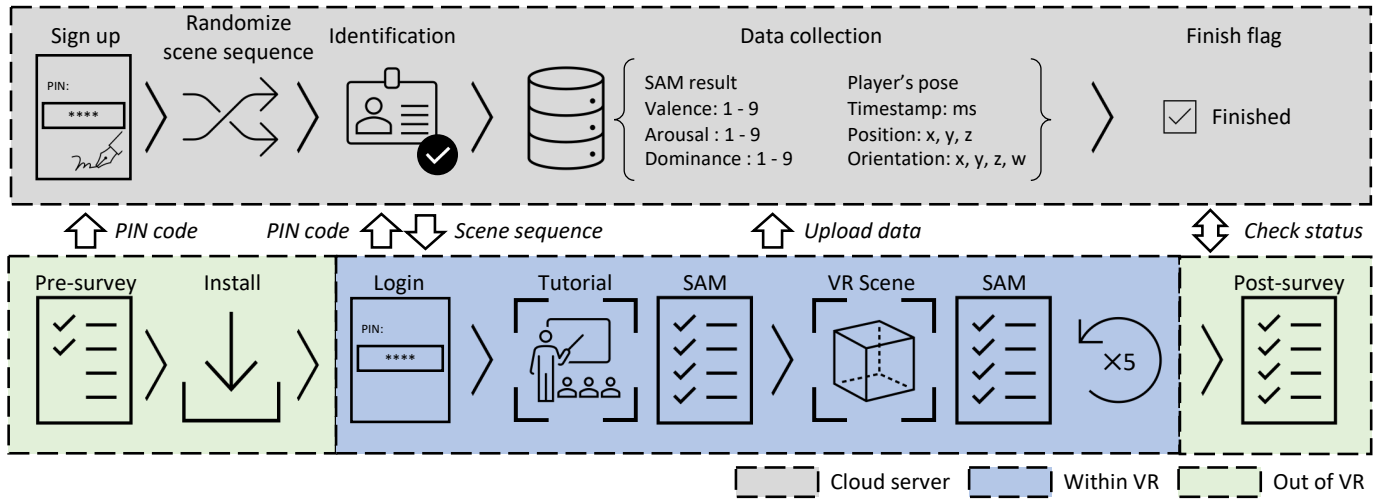 Sign up
Randomize
scene sequence
Identification
Data collection
Finish flag
PIN:
****
SAM result
Valence: 1 - 9
Arousal : 1 - 9
Dominance : 1 - 9
Player's pose
Timestamp: ms
Position: x, y, z
Orientation: x, y, z, w
Finished
PIN code
PIN code
Scene sequence
Upload data
Check status
Pre-survey
Install
Login
Tutorial
SAM
VR Scene
SAM
Post-survey
PIN:
****
×5
Cloud server
Within VR
Out of VR